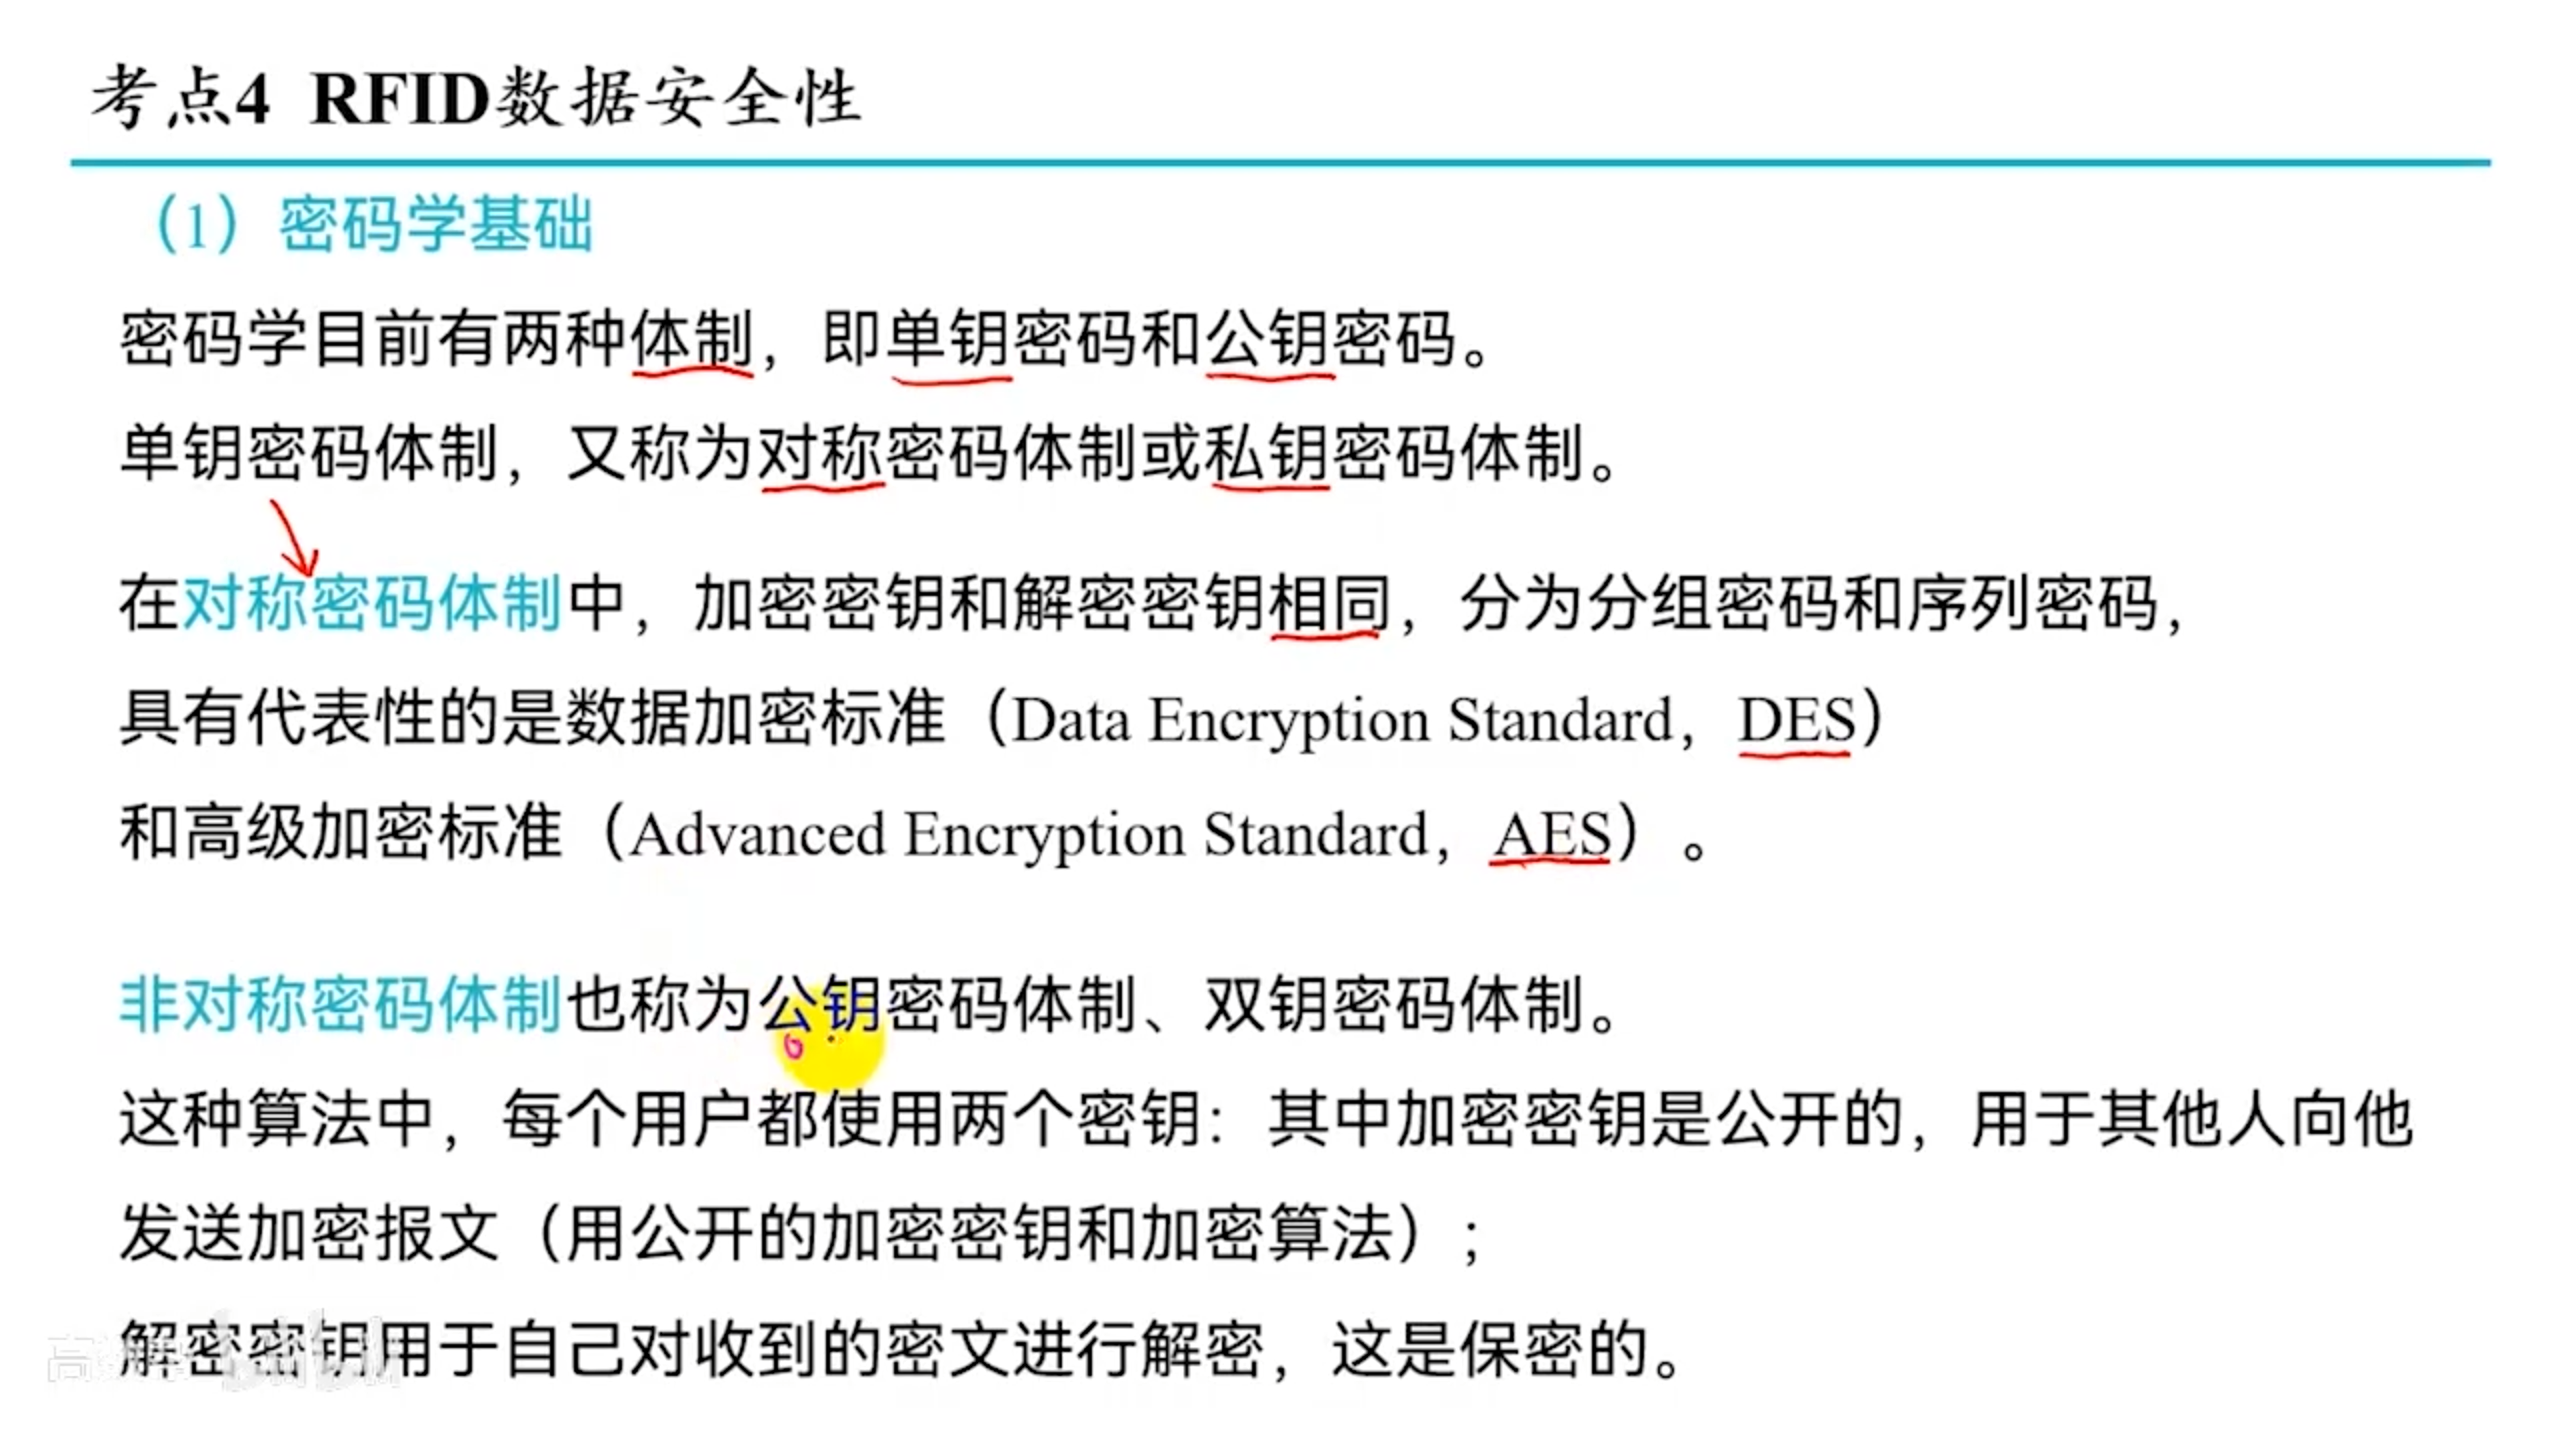 考点4 RFID数据安全性
（1）密码学基础
密码学目前有两种体制，即单钥密码和公钥密码。
单钥密码体制，又称为对称密码体制或私钥密码体制。
在对称密码体制中，加密密钥和解密密钥相同，分为分组密码和序列密码，
具有代表性的是数据加密标准（Data Encryption Standard，DES）
和高级加密标准（Advanced Encryption Standard，AES）。
非对称密码体制也称为公钥密码体制、双钥密码体制。
这种算法中，每个用户都使用两个密钥：其中加密密钥是公开的，用于其他人向他
发送加密报文（用公开的加密密钥和加密算法）；
解密密钥用于自己对收到的密文进行解密，这是保密的。